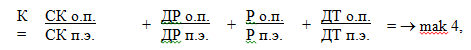 К = СК о.п. + ДР о.п. + Р о.п. + ДТ о.п. = → mak 4,
СК п.э. ДР п.э. Р п.э. ДТ п.э.